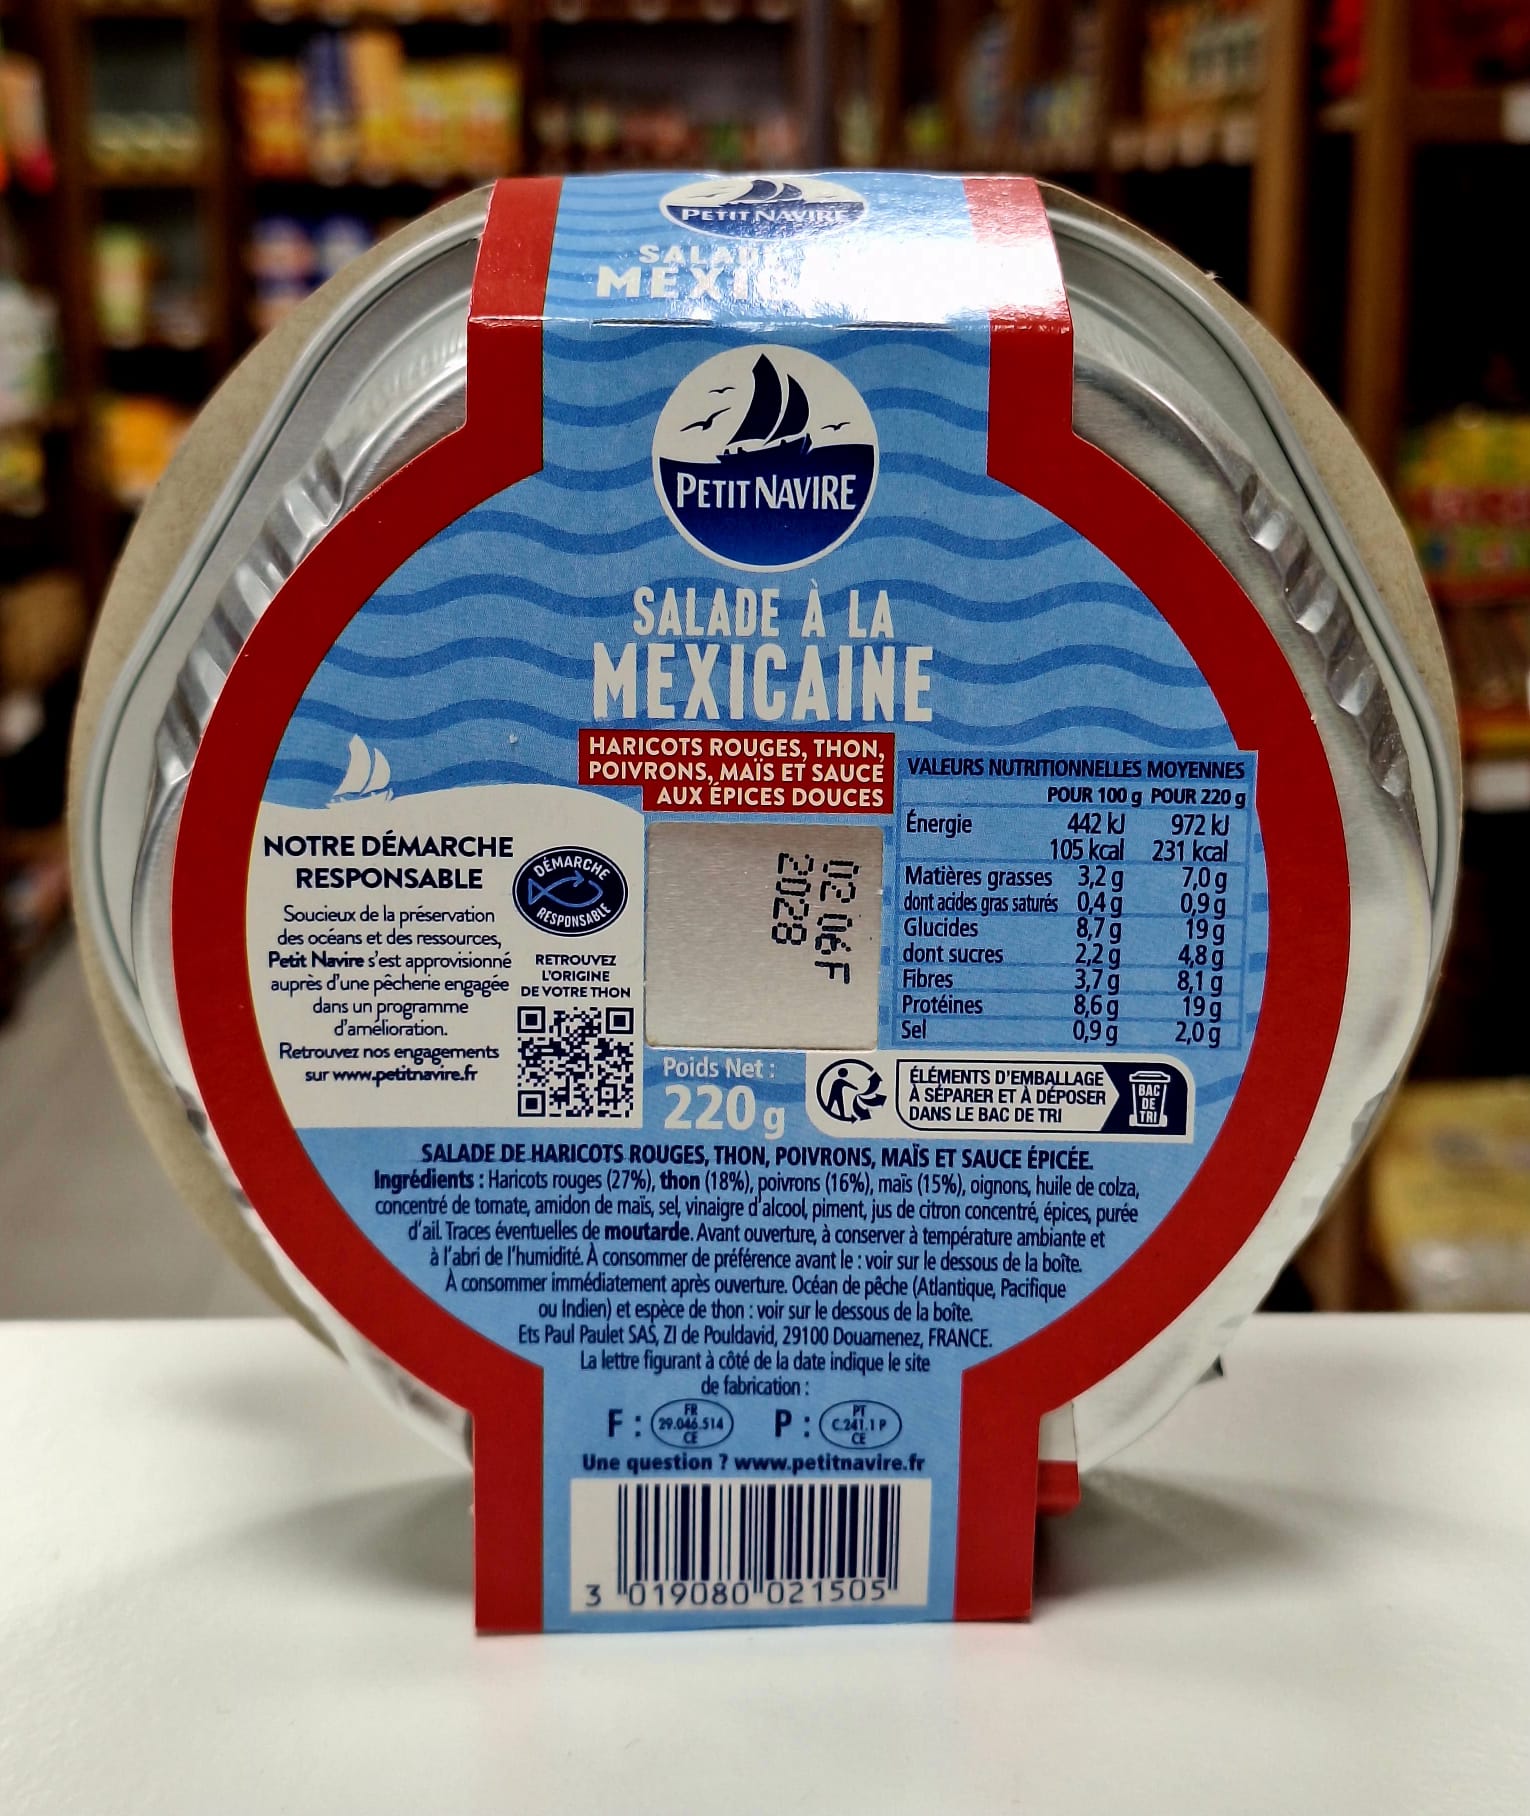 PETIT NAVIRE
SALADE
MEXIC
PETIT NAVIRE
SALADE À LA
MEXICAINE
HARICOTS ROUGES, THON,
POIVRONS, MAÏS ET SAUCE
AUX ÉPICES DOUCES
NOTRE DÉMARCHE
RESPONSABLE
Soucieux de la préservation
des océans et des ressources,
Petit Navire s'est approvisionné
auprès d'une pêcherie engagée
dans un programme
d'amélioration.
Retrouvez nos engagements
sur www.petitnavire.fr
DÉMARCHE
RESPONSABLE
RETROUVEZ
L'ORIGINE
DE VOTRE THON
2028
VALEURS NUTRITIONNELLES MOYENNES
POUR 100 g POUR 220 g
Énergie 442 kJ 972 kJ
105 kcal 231 kcal
Matières grasses 3,2 g 7,0 g
dont acides gras saturés 0,4 g 0,9 g
Glucides 8,7 g 19 g
dont sucres 2,2 g 4,8 g
Fibres 3,7 g 8,1 g
Protéines 8,6 g 19 g
Sel 0,9 g 2,0 g
Poids Net :
220 g
ÉLÉMENTS D'EMBALLAGE
À SÉPARER ET À DÉPOSER
DANS LE BAC DE TRI
BAC
DE
TRI
SALADE DE HARICOTS ROUGES, THON, POIVRONS, MAÏS ET SAUCE ÉPICÉE.
Ingrédients : Haricots rouges (27%), thon (18%), poivrons (16%), maïs (15%), oignons, huile de colza,
concentré de tomate, amidon de maïs, sel, vinaigre d'alcool, piment, jus de citron concentré, épices, purée
d'ail. Traces éventuelles de moutarde. Avant ouverture, à conserver à température ambiante et
à l'abri de l'humidité. À consommer de préférence avant le : voir sur le dessous de la boîte.
À consommer immédiatement après ouverture. Océan de pêche (Atlantique, Pacifique
ou Indien) et espèce de thon : voir sur le dessous de la boîte.
Ets Paul Paulet SAS, ZI de Pouldavid, 29100 Douarnenez, FRANCE.
La lettre figurant à côté de la date indique le site
de fabrication :
F : FR 29.046.514 CE P : PT C.241.1 P CE
Une question ? www.petitnavire.fr
3 019080 021505